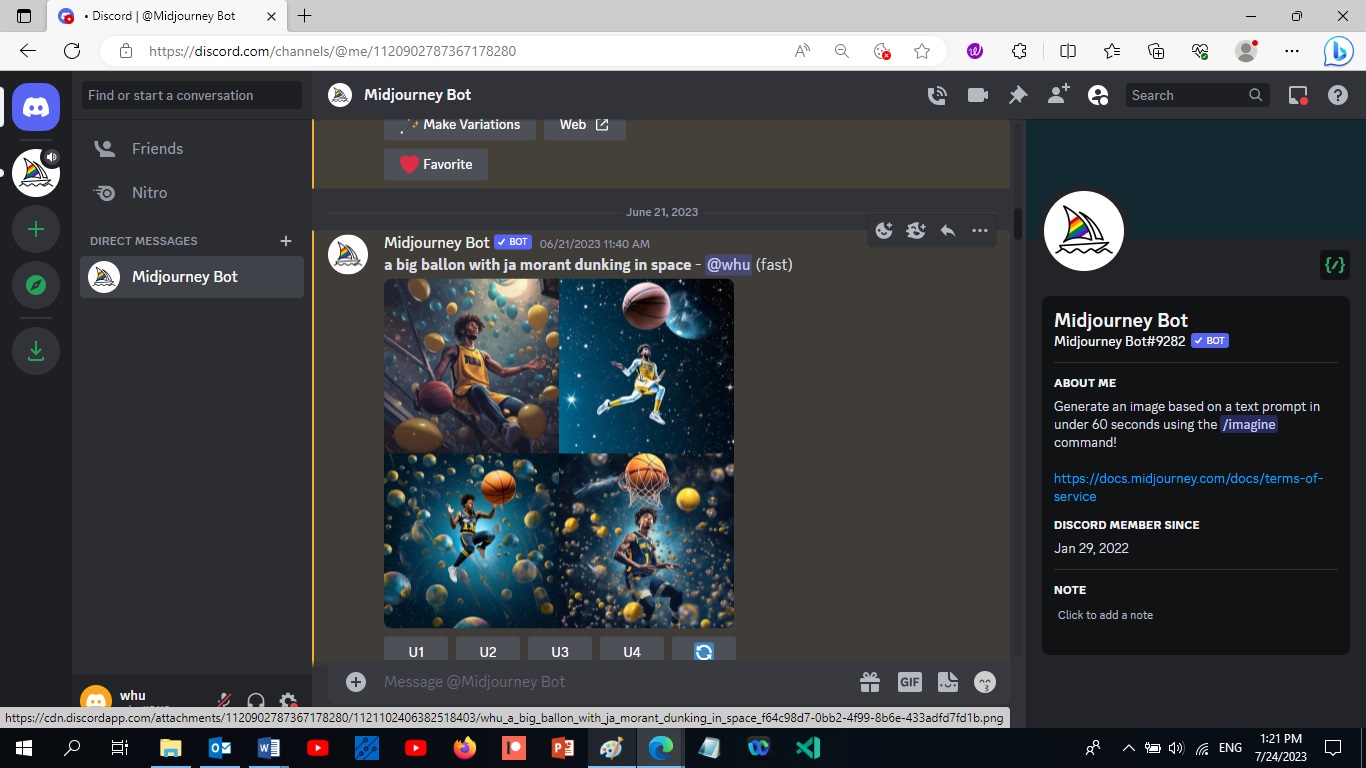 • Discord | @Midjourney Bot
https://discord.com/channels/@me/1120902787367178280
Find or start a conversation
Midjourney Bot
Search
Friends
Nitro
DIRECT MESSAGES
Midjourney Bot
Make Variations
Web
Favorite
June 21, 2023
Midjourney Bot ✓ BOT 06/21/2023 11:40 AM
a big ballon with ja morant dunking in space - @whu (fast)
U1
U2
U3
U4
Message @Midjourney Bot
GIF
Midjourney Bot
Midjourney Bot#9282 ✓ BOT
ABOUT ME
Generate an image based on a text prompt in
under 60 seconds using the /imagine
command!
https://docs.midjourney.com/docs/terms-of-
service
DISCORD MEMBER SINCE
Jan 29, 2022
NOTE
Click to add a note
whu
https://cdn.discordapp.com/attachments/1120902787367178280/1121102406382518403/whu_a_big_ballon_with_ja_morant_dunking_in_space_f64c98d7-0bb2-4f99-8b6e-433adfd7fd1b.png
ENG
1:21 PM
7/24/2023